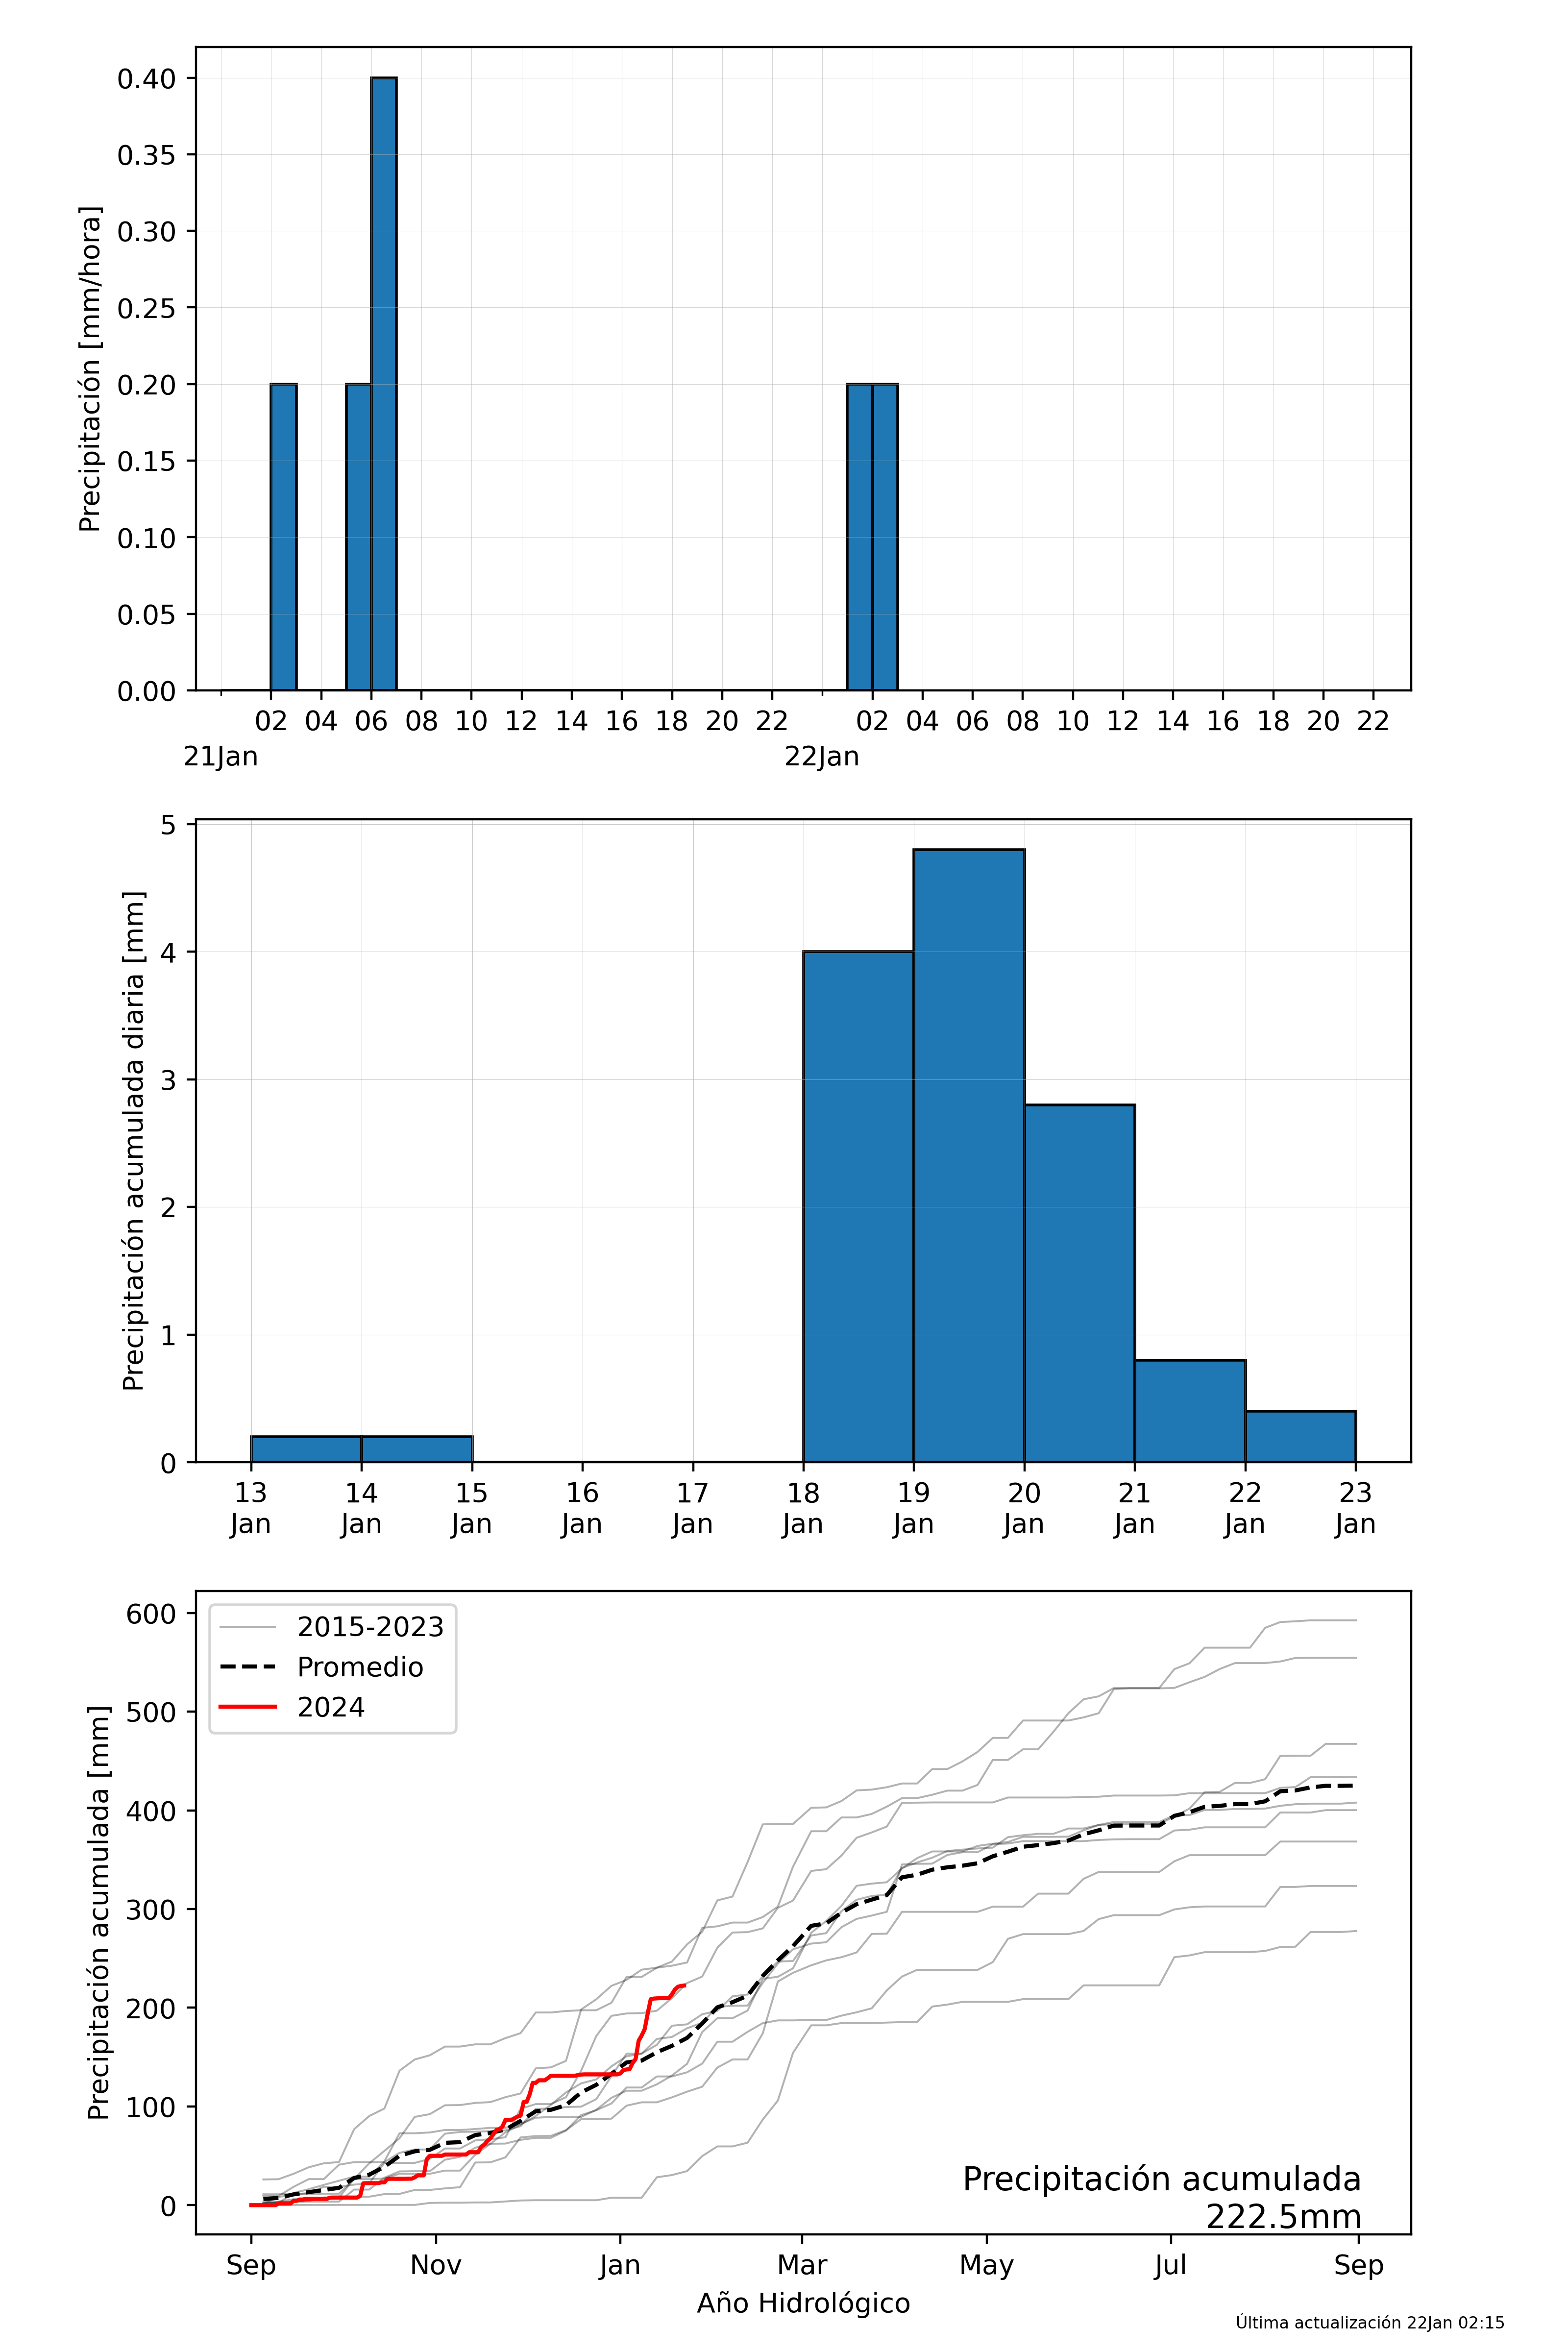 Precipitación [mm/hora]
0.40
0.35
0.30
0.25
0.20
0.15
0.10
0.05
0.00
02 04 06 08 10 12 14 16 18 20 22 02 04 06 08 10 12 14 16 18 20 22
21Jan 22Jan
Precipitación acumulada diaria [mm]
5
4
3
2
1
0
13 14 15 16 17 18 19 20 21 22 23
Jan Jan Jan Jan Jan Jan Jan Jan Jan Jan Jan
Precipitación acumulada [mm]
600
500
400
300
200
100
0
2015-2023
Promedio
2024
Precipitación acumulada
222.5mm
Sep Nov Jan Mar May Jul Sep
Año Hidrológico
Última actualización 22Jan 02:15